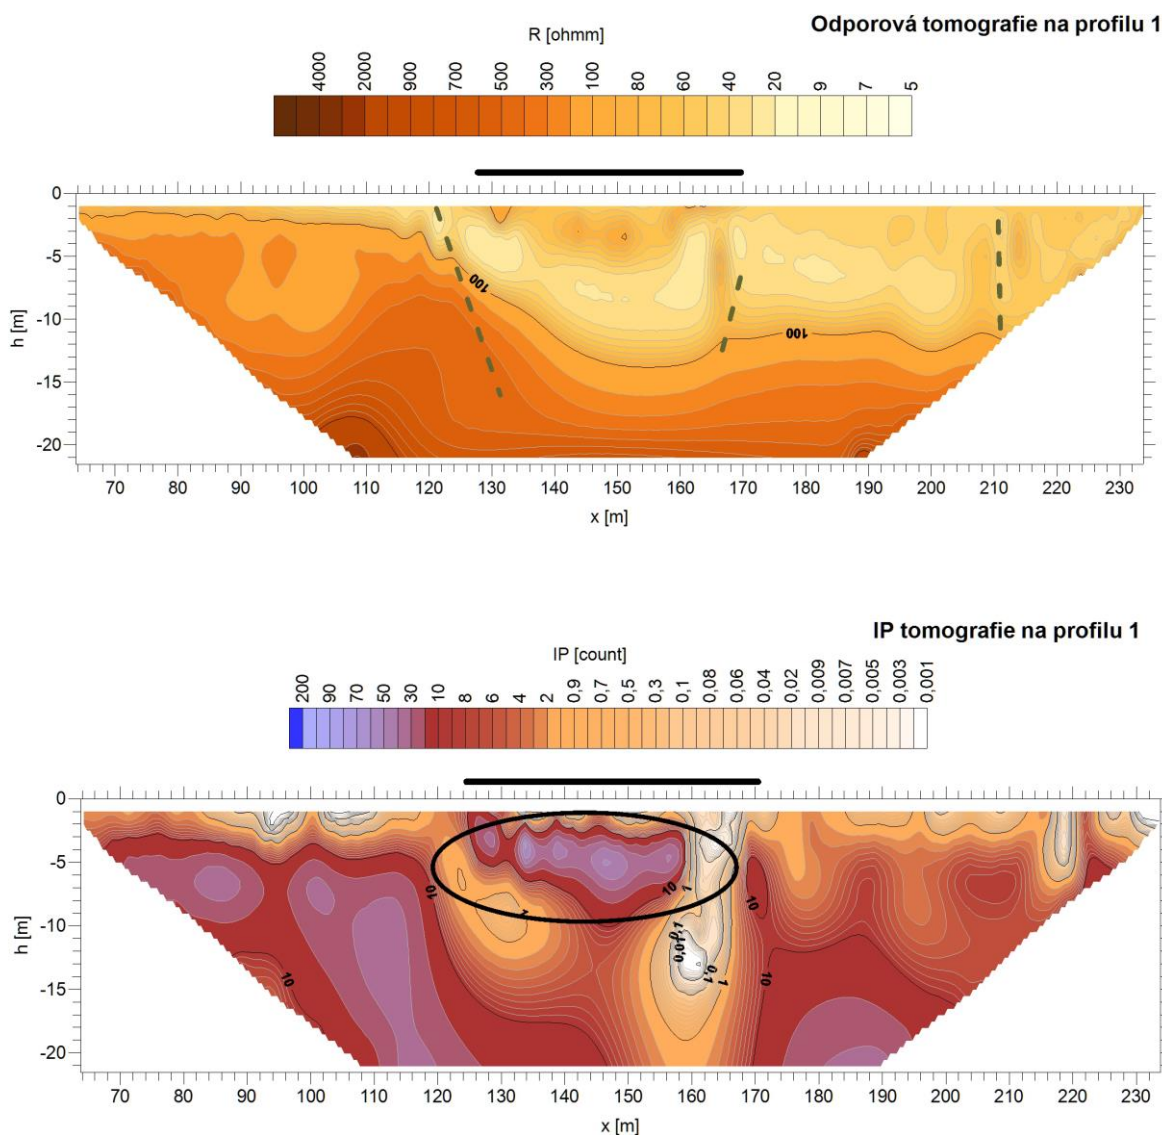 Odporová tomografie na profilu 1
R [ohmm]
4000 2000 900 700 500 300 100 80 60 40 20 9 7 5
0
-5
-10
-15
-20
h [m]
100
100
70 80 90 100 110 120 130 140 150 160 170 180 190 200 210 220 230
x [m]
IP tomografie na profilu 1
IP [count]
200 90 70 50 30 10 8 6 4 2 0,9 0,7 0,5 0,3 0,1 0,08 0,06 0,04 0,02 0,009 0,007 0,005 0,003 0,001
0
-5
-10
-15
-20
h [m]
10
10
1
10
1
10
0,1
0,01
0,1
1
10
70 80 90 100 110 120 130 140 150 160 170 180 190 200 210 220 230
x [m]